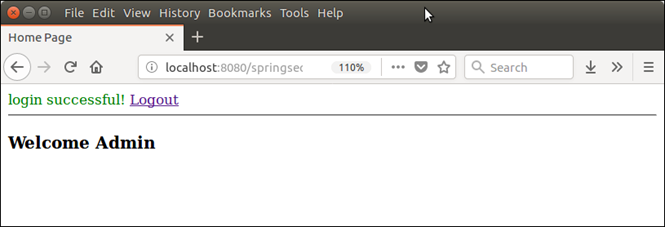 File Edit View History Bookmarks Tools Help
Home Page
localhost:8080/springsec 110% Search
login successful! Logout
Welcome Admin